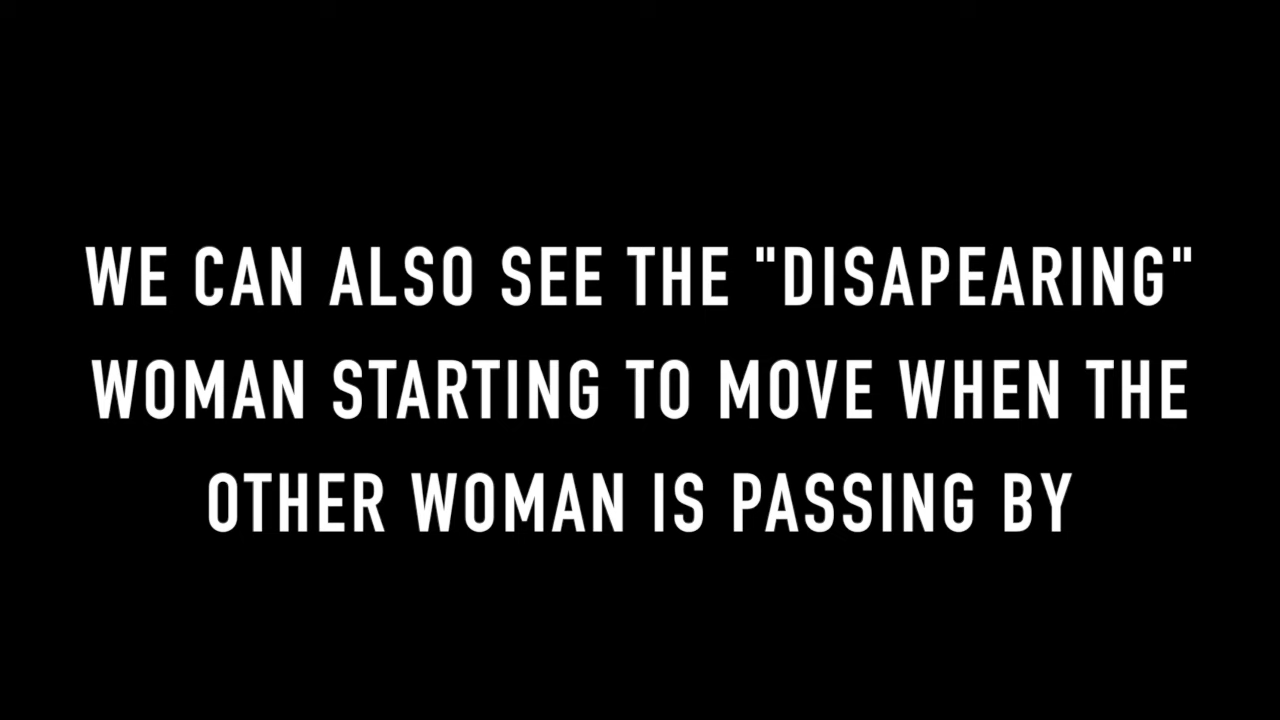 WE CAN ALSO SEE THE "DISAPEARING"
WOMAN STARTING TO MOVE WHEN THE
OTHER WOMAN IS PASSING BY